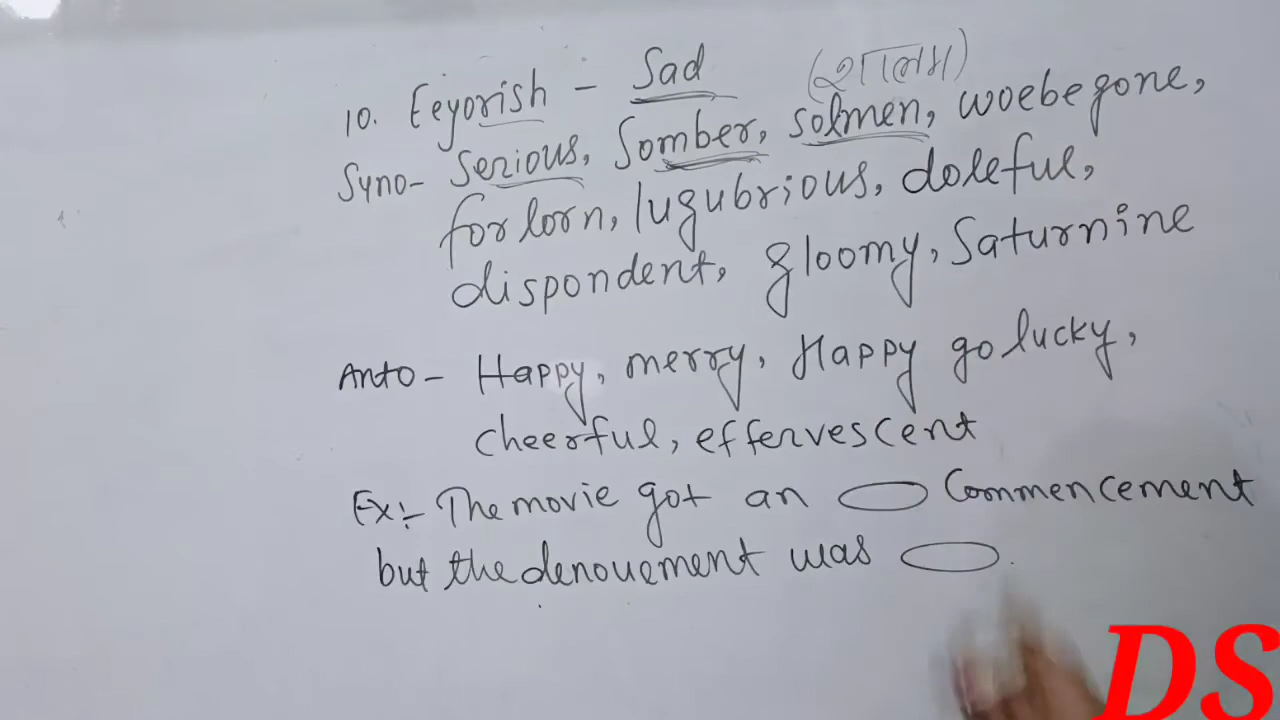 10. Eeyorish - Sad
Syno- Serious, Somber, solmen, woebegone,
forlorn, lugubrious, doleful,
dispondent, gloomy, Saturnine
Anto - Happy, merry, Happy go lucky,
cheerful, effervescent
Ex:- The movie got an Commencement
but the denouement was .
DS